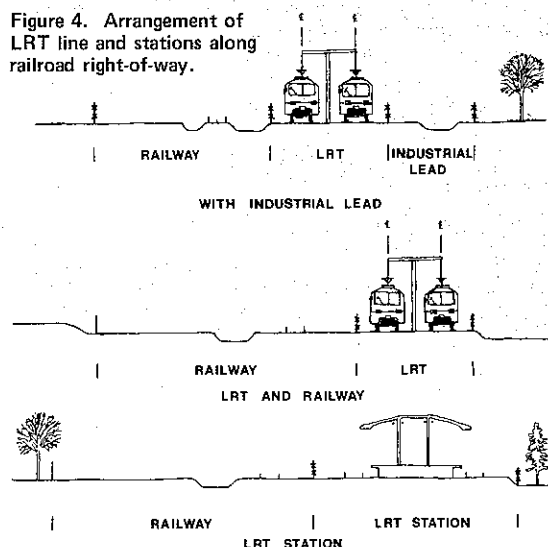 Figure 4. Arrangement of
LRT line and stations along
railroad right-of-way.
℄ ℄
RAILWAY LRT INDUSTRIAL
LEAD
WITH INDUSTRIAL LEAD
℄ ℄
RAILWAY LRT
LRT AND RAILWAY
RAILWAY LRT STATION
LRT STATION